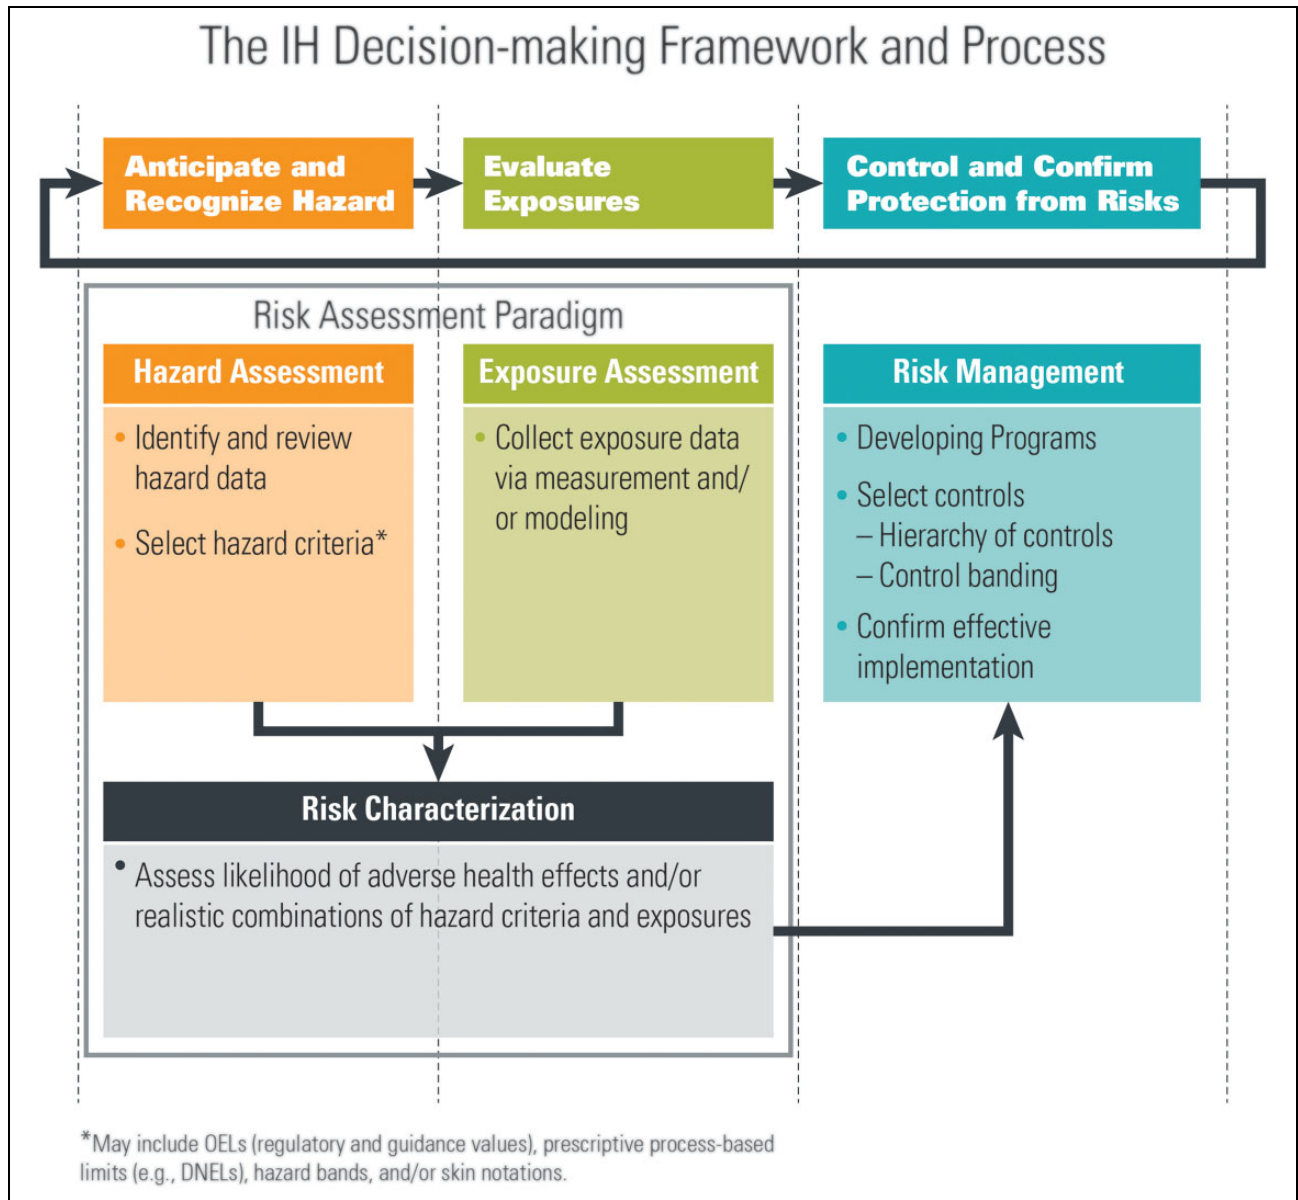 The IH Decision-making Framework and Process
Anticipate and
Recognize Hazard
Evaluate
Exposures
Control and Confirm
Protection from Risks
Risk Assessment Paradigm
Hazard Assessment
• Identify and review
hazard data
• Select hazard criteria*
Exposure Assessment
• Collect exposure data
via measurement and/
or modeling
Risk Management
• Developing Programs
• Select controls
– Hierarchy of controls
– Control banding
• Confirm effective
implementation
Risk Characterization
• Assess likelihood of adverse health effects and/or
realistic combinations of hazard criteria and exposures
*May include OELs (regulatory and guidance values), prescriptive process-based
limits (e.g., DNELs), hazard bands, and/or skin notations.